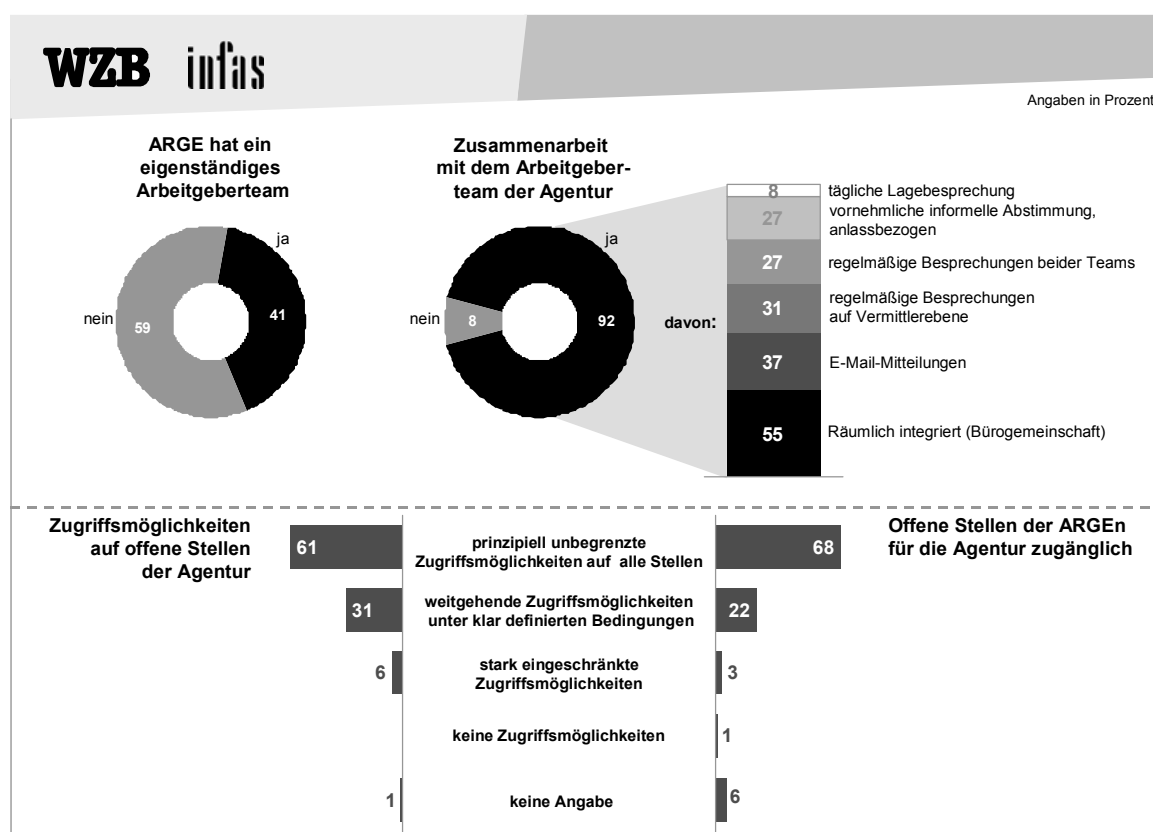 WZB infas
Angaben in Prozent
ARGE hat ein
eigenständiges
Arbeitgeberteam
ja
nein
59
41
Zusammenarbeit
mit dem Arbeitgeber-
team der Agentur
ja
nein
8
92
davon:
8 tägliche Lagebesprechung
27 vornehmliche informelle Abstimmung,
anlassbezogen
27 regelmäßige Besprechungen beider Teams
31 regelmäßige Besprechungen
auf Vermittlerebene
37 E-Mail-Mitteilungen
55 Räumlich integriert (Bürogemeinschaft)
Zugriffsmöglichkeiten
auf offene Stellen
der Agentur
Offene Stellen der ARGEn
für die Agentur zugänglich
61 prinzipiell unbegrenzte 68
Zugriffsmöglichkeiten auf alle Stellen
31 weitgehende Zugriffsmöglichkeiten 22
unter klar definierten Bedingungen
6 stark eingeschränkte 3
Zugriffsmöglichkeiten
keine Zugriffsmöglichkeiten 1
1 keine Angabe 6